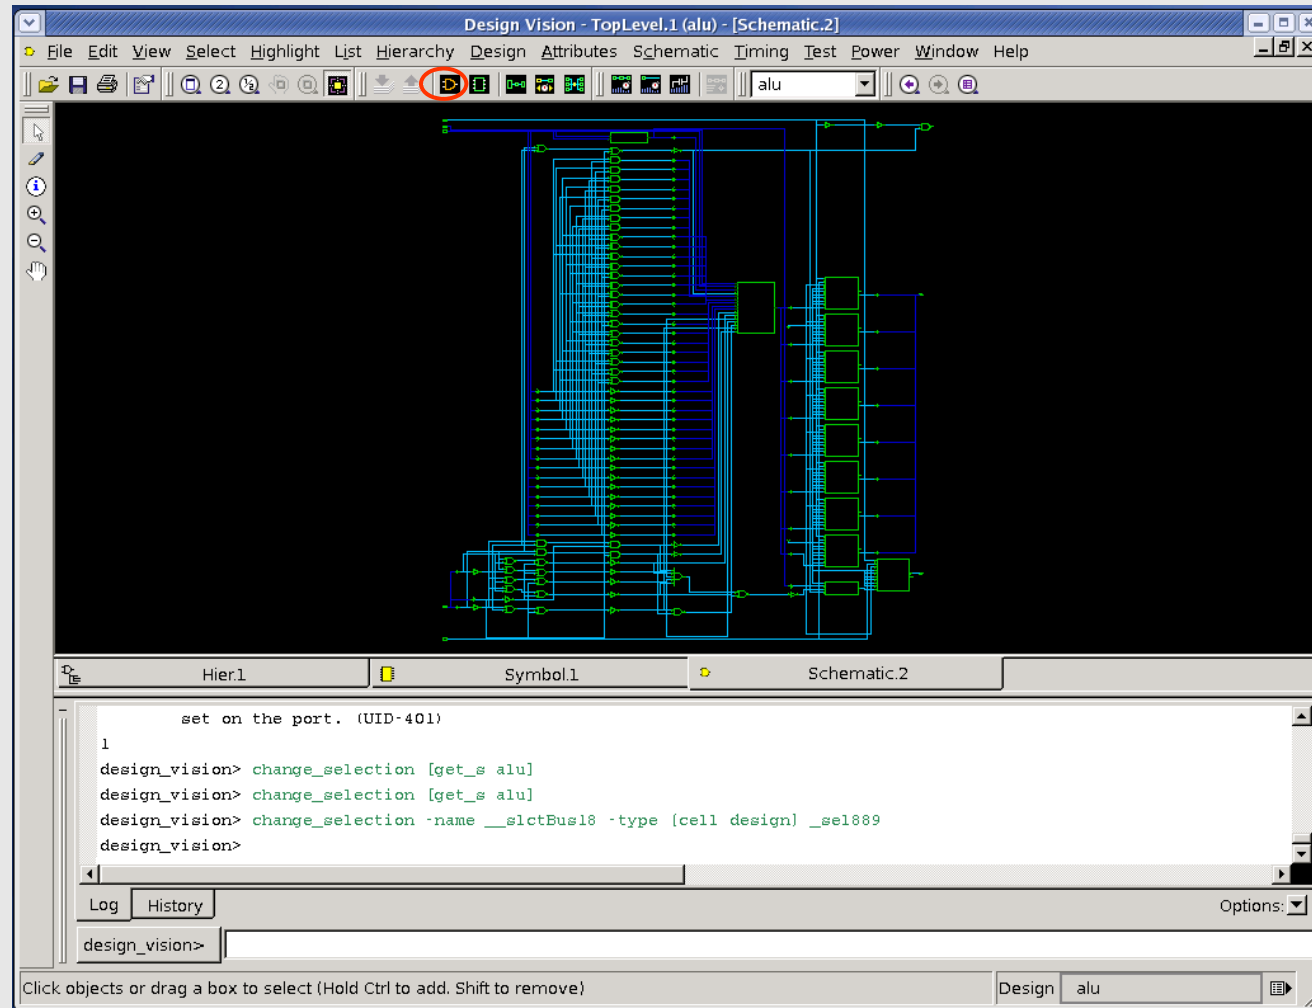 Design Vision - TopLevel.1 (alu) - [Schematic.2]
File Edit View Select Highlight List Hierarchy Design Attributes Schematic Timing Test Power Window Help
alu
Hier.1 Symbol.1 Schematic.2
set on the port. (UID-401)
1
design_vision> change_selection [get_s alu]
design_vision> change_selection [get_s alu]
design_vision> change_selection -name __slctBus18 -type {cell design} _sel889
design_vision>
Log History Options:
design_vision>
Click objects or drag a box to select (Hold Ctrl to add. Shift to remove) Design alu